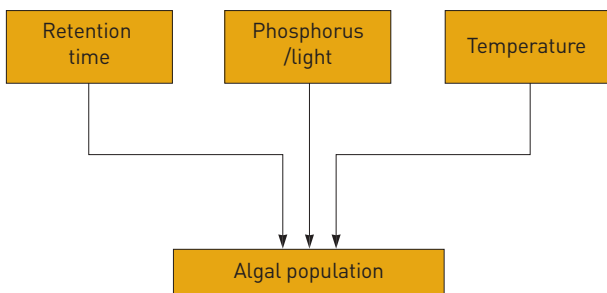 Retention
time
Phosphorus
/light
Temperature
Algal population